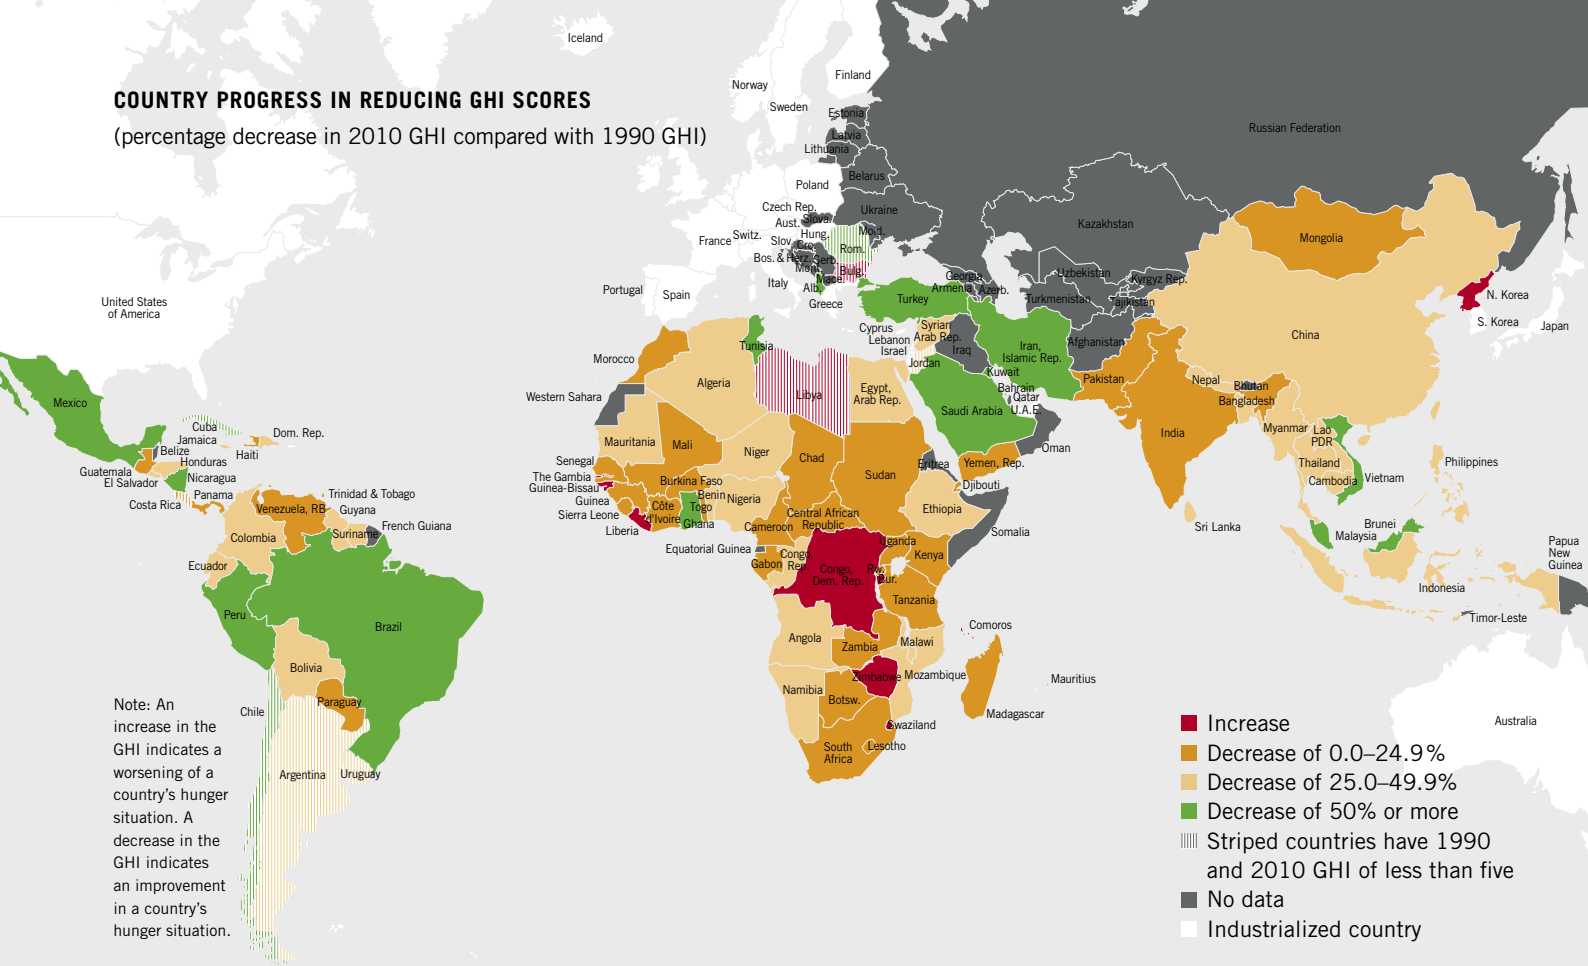 COUNTRY PROGRESS IN REDUCING GHI SCORES
(percentage decrease in 2010 GHI compared with 1990 GHI)
Iceland
Norway
Sweden
Finland
Estonia
Latvia
Lithuania
Belarus
Poland
Russian Federation
Czech Rep.
Slova.
Ukraine
Aust.
Hung.
Mold.
France
Switz.
Slov.
Cro.
Rom.
Bos. & Herz.
Serb.
Mont.
Bulg.
Mace.
Alb.
Italy
Greece
Portugal
Spain
Turkey
Georgia
Armenia
Azerb.
Kazakhstan
Uzbekistan
Kyrgyz Rep.
Turkmenistan
Tajikistan
Mongolia
N. Korea
S. Korea
Japan
China
United States
of America
Mexico
Cuba
Jamaica
Belize
Honduras
Haiti
Dom. Rep.
Guatemala
El Salvador
Nicaragua
Costa Rica
Panama
Trinidad & Tobago
Guyana
Venezuela, RB
French Guiana
Suriname
Colombia
Ecuador
Peru
Brazil
Bolivia
Paraguay
Chile
Argentina
Uruguay
Morocco
Tunisia
Algeria
Libya
Egypt,
Arab Rep.
Western Sahara
Mauritania
Mali
Niger
Chad
Sudan
Eritrea
Djibouti
Senegal
The Gambia
Guinea-Bissau
Guinea
Sierra Leone
Liberia
Burkina Faso
Côte
d'Ivoire
Ghana
Togo
Benin
Nigeria
Cameroon
Central African
Republic
Ethiopia
Somalia
Equatorial Guinea
Gabon
Congo,
Rep.
Congo,
Dem. Rep.
Uganda
Kenya
Rw.
Bur.
Tanzania
Angola
Zambia
Malawi
Comoros
Zimbabwe
Mozambique
Mauritius
Madagascar
Namibia
Botsw.
Swaziland
South
Africa
Lesotho
Cyprus
Lebanon
Israel
Syrian
Arab Rep.
Jordan
Iraq
Iran,
Islamic Rep.
Kuwait
Bahrain
Qatar
U.A.E.
Saudi Arabia
Oman
Yemen, Rep.
Afghanistan
Pakistan
India
Nepal
Bhutan
Bangladesh
Myanmar
Lao
PDR
Thailand
Cambodia
Vietnam
Philippines
Sri Lanka
Brunei
Malaysia
Indonesia
Timor-Leste
Papua
New
Guinea
Australia
Note: An
increase in the
GHI indicates a
worsening of a
country's hunger
situation. A
decrease in the
GHI indicates
an improvement
in a country's
hunger situation.
Increase
Decrease of 0.0–24.9%
Decrease of 25.0–49.9%
Decrease of 50% or more
Striped countries have 1990
and 2010 GHI of less than five
No data
Industrialized country